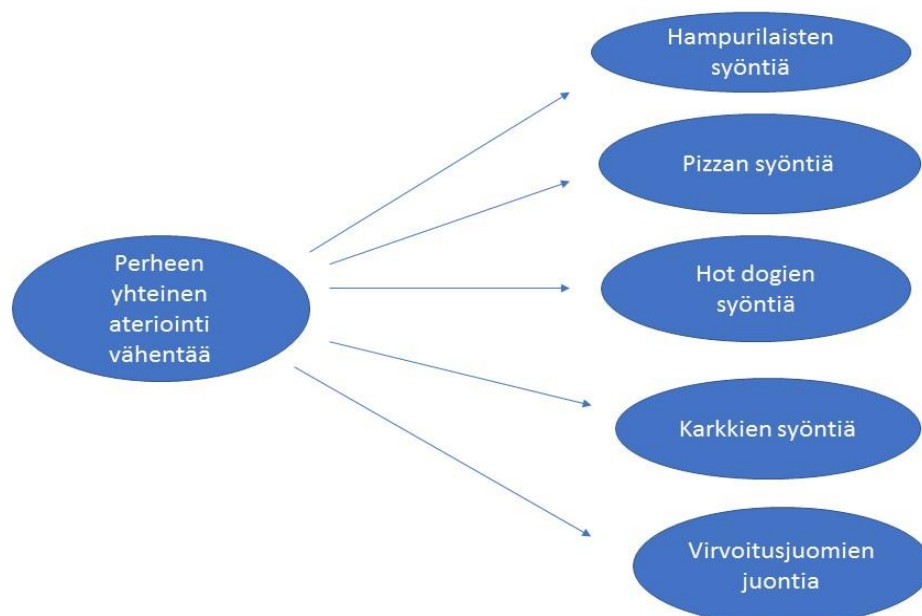 Perheen
yhteinen
ateriointi
vähentää
Hampurilaisten
syöntiä
Pizzan syöntiä
Hot dogien
syöntiä
Karkkien syöntiä
Virvoitusjuomien
juontia